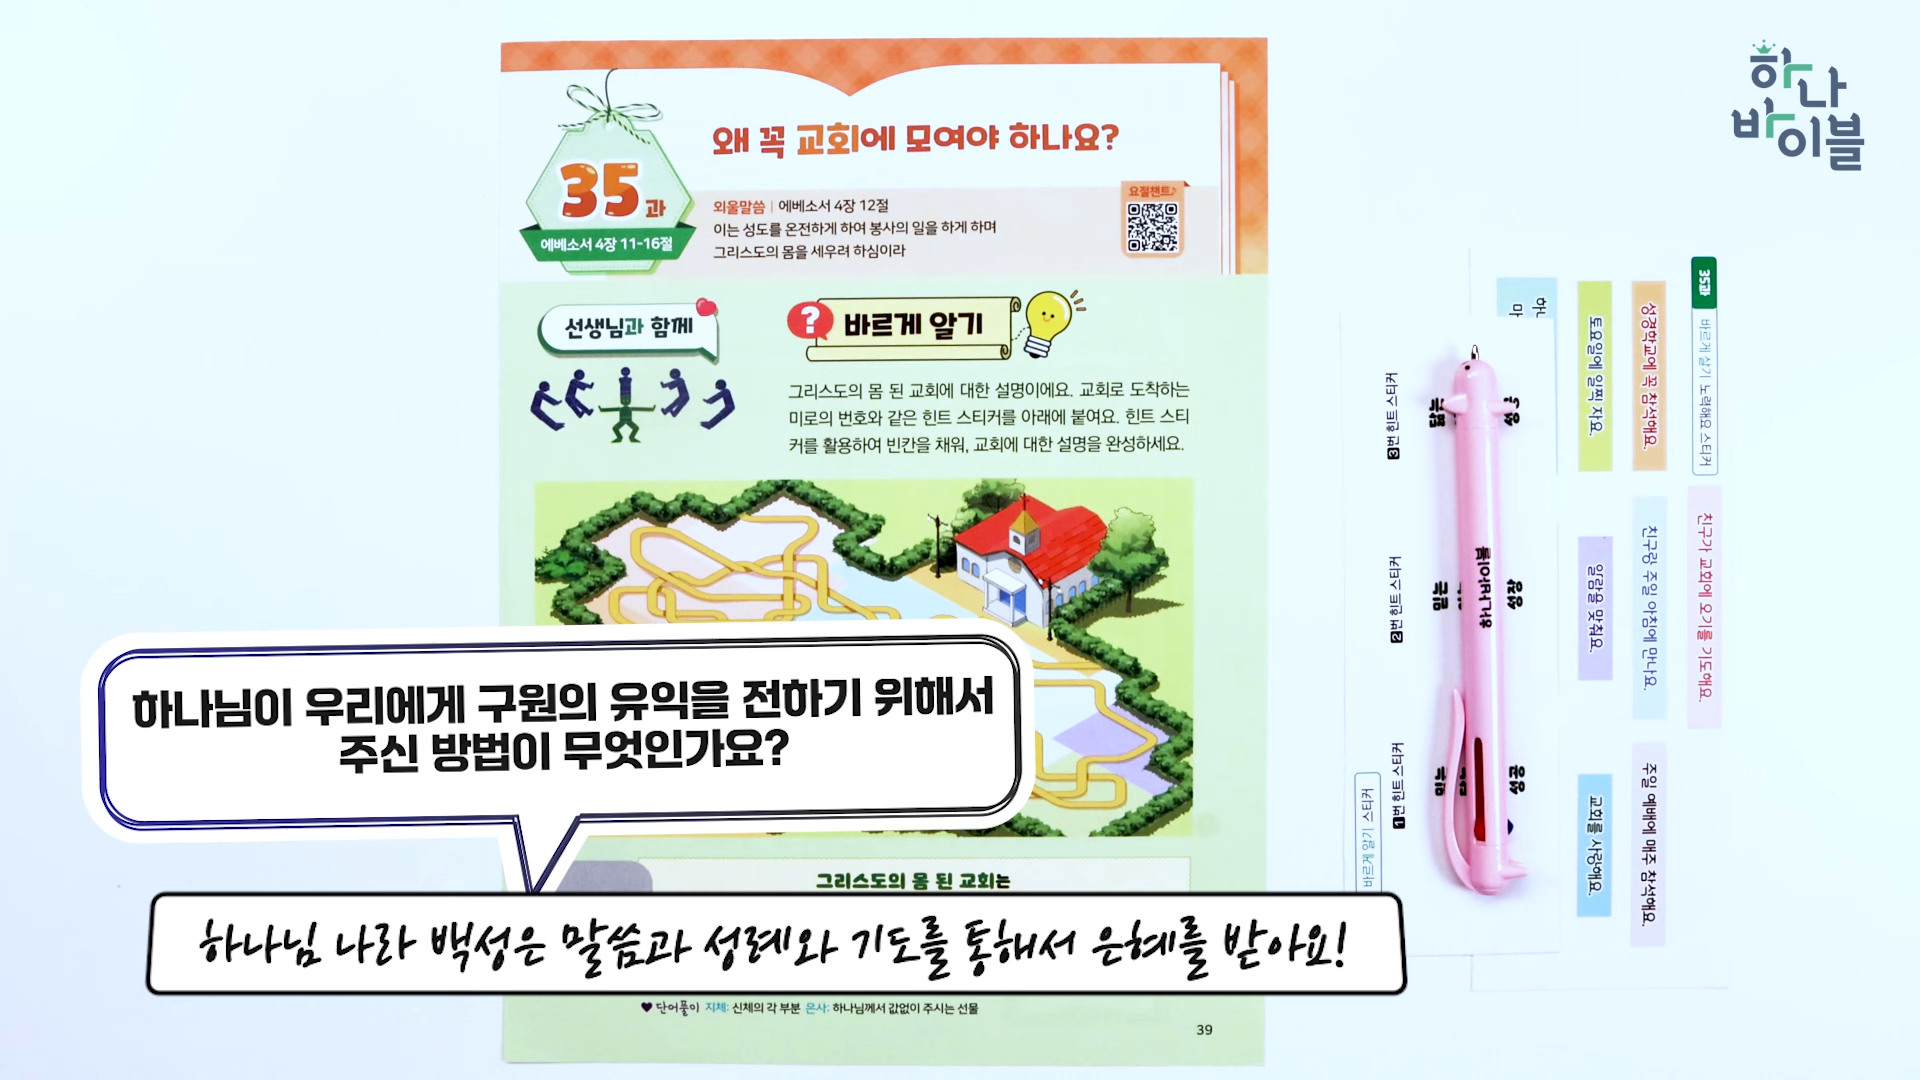 하나
바이블
왜 꼭 교회에 모여야 하나요?
35과
에베소서 4장 11-16절
외울말씀 | 에베소서 4장 12절
이는 성도를 온전하게 하여 봉사의 일을 하게 하며
그리스도의 몸을 세우려 하심이라
요절챈트♪
선생님과 함께
? 바르게 알기
그리스도의 몸 된 교회에 대한 설명이에요. 교회로 도착하는
미로의 번호와 같은 힌트 스티커를 아래에 붙여요. 힌트 스티
커를 활용하여 빈칸을 채워, 교회에 대한 설명을 완성하세요.
하나님이 우리에게 구원의 유익을 전하기 위해서
주신 방법이 무엇인가요?
그리스도의 몸 된 교회는
하나님 나라 백성은 말씀과 성례와 기도를 통해서 은혜를 받아요!
♥ 단어풀이 지체: 신체의 각 부분 은사: 하나님께서 값없이 주시는 선물
39
35과
바르게 살기 노력해요 스티커
성경학교에 꼭 참석해요.
토요일에 일찍 자요.
친구가 교회에 오기를 기도해요.
친구랑 주일 아침에 만나요.
알람을 맞춰요.
주일 예배에 매주 참석해요.
교회를 사랑해요.
바르게 알기 스티커
1번 힌트 스티커
믿는
성공
2번 힌트 스티커
믿는
성장
3번 힌트 스티커
닮는
하나바이블